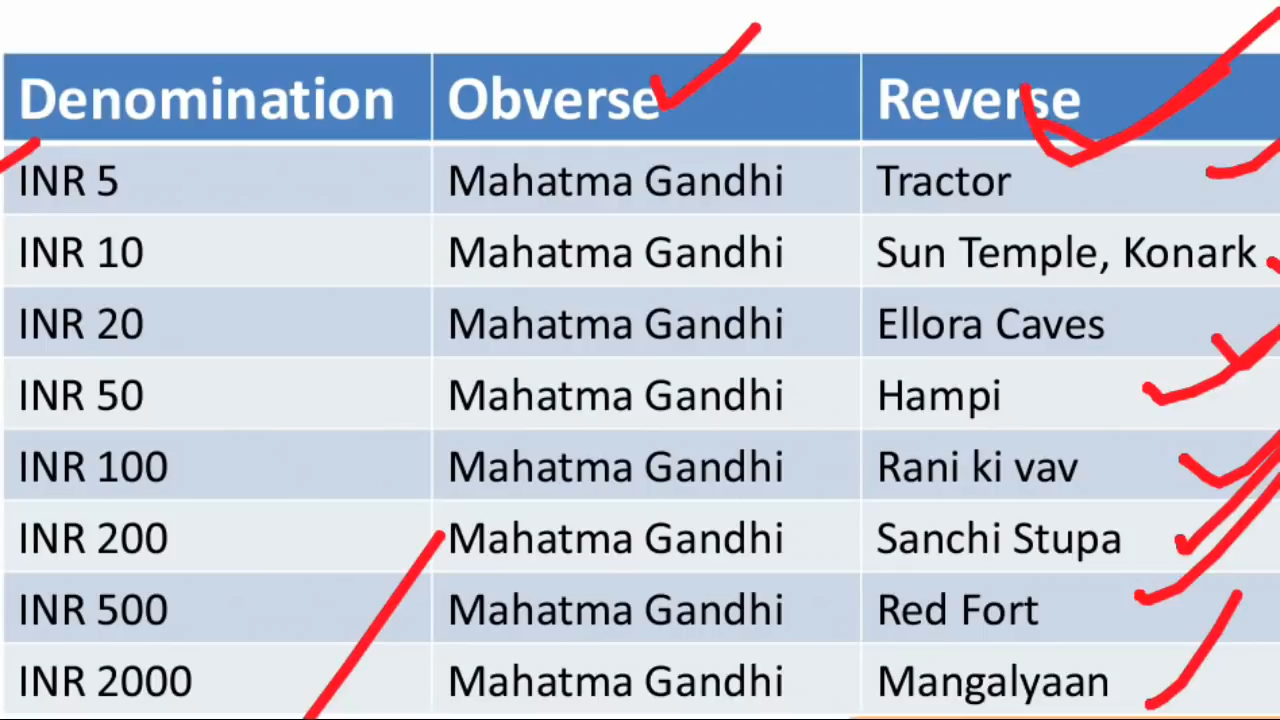 Denomination Obverse Reverse
INR 5 Mahatma Gandhi Tractor
INR 10 Mahatma Gandhi Sun Temple, Konark
INR 20 Mahatma Gandhi Ellora Caves
INR 50 Mahatma Gandhi Hampi
INR 100 Mahatma Gandhi Rani ki vav
INR 200 Mahatma Gandhi Sanchi Stupa
INR 500 Mahatma Gandhi Red Fort
INR 2000 Mahatma Gandhi Mangalyaan